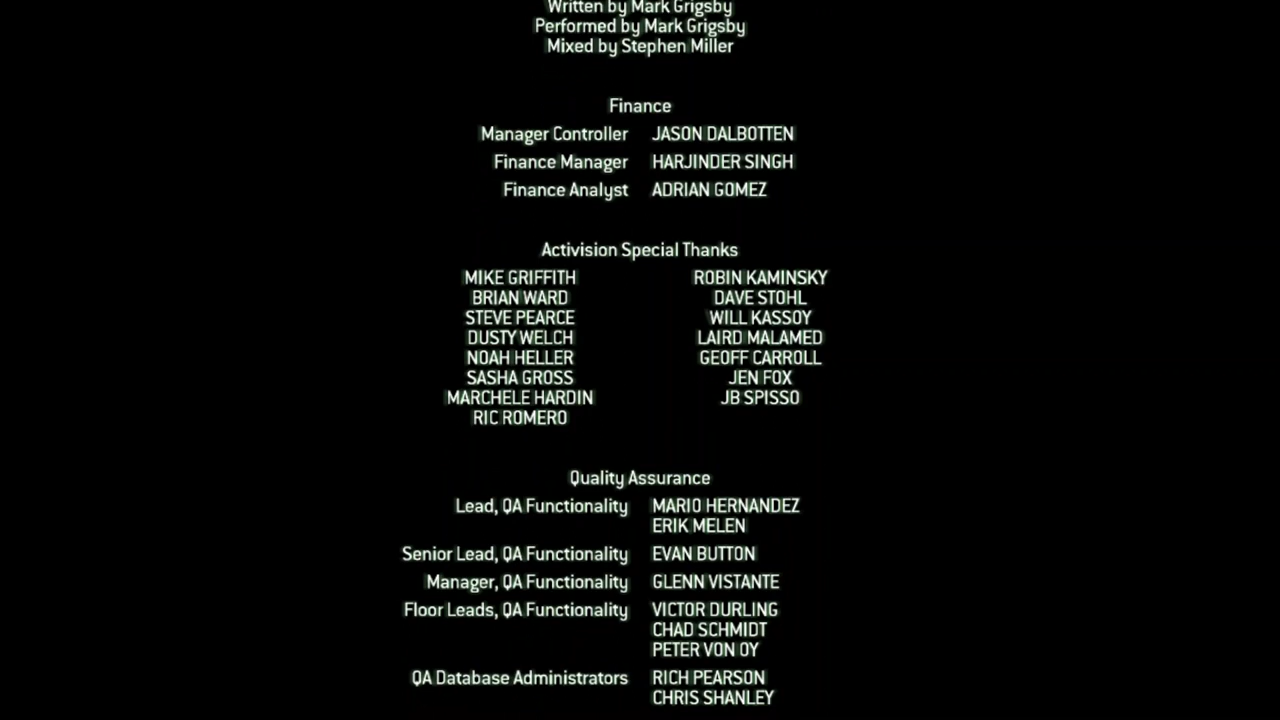 Written by Mark Grigsby
Performed by Mark Grigsby
Mixed by Stephen Miller
Finance
Manager Controller JASON DALBOTTEN
Finance Manager HARJINDER SINGH
Finance Analyst ADRIAN GOMEZ
Activision Special Thanks
MIKE GRIFFITH ROBIN KAMINSKY
BRIAN WARD DAVE STOHL
STEVE PEARCE WILL KASSOY
DUSTY WELCH LAIRD MALAMED
NOAH HELLER GEOFF CARROLL
SASHA GROSS JEN FOX
MARCHELE HARDIN JB SPISSO
RIC ROMERO
Quality Assurance
Lead, QA Functionality MARIO HERNANDEZ
ERIK MELEN
Senior Lead, QA Functionality EVAN BUTTON
Manager, QA Functionality GLENN VISTANTE
Floor Leads, QA Functionality VICTOR DURLING
CHAD SCHMIDT
PETER VON OY
QA Database Administrators RICH PEARSON
CHRIS SHANLEY